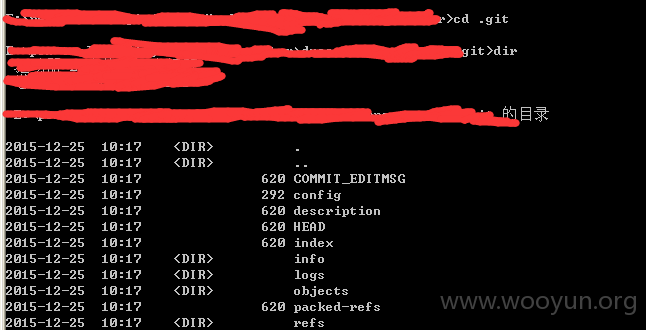 >cd .git
git>dir
的目录
2015-12-25 10:17 <DIR> .
2015-12-25 10:17 <DIR> ..
2015-12-25 10:17 620 COMMIT_EDITMSG
2015-12-25 10:17 292 config
2015-12-25 10:17 620 description
2015-12-25 10:17 620 HEAD
2015-12-25 10:17 620 index
2015-12-25 10:17 <DIR> info
2015-12-25 10:17 <DIR> logs
2015-12-25 10:17 <DIR> objects
2015-12-25 10:17 620 packed-refs
2015-12-25 10:17 <DIR> refs
www.wooyun.org